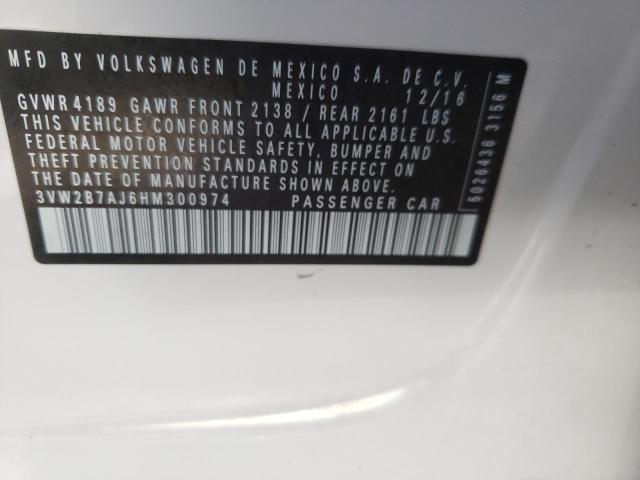 MFD BY VOLKSWAGEN DE MEXICO S.A. DE C.V.
MEXICO 12/16
GVWR 4189 GAWR FRONT 2138 / REAR 2161 LBS
THIS VEHICLE CONFORMS TO ALL APPLICABLE U.S.
FEDERAL MOTOR VEHICLE SAFETY, BUMPER AND
THEFT PREVENTION STANDARDS IN EFFECT ON
THE DATE OF MANUFACTURE SHOWN ABOVE.
3VW2B7AJ6HM300974 PASSENGER CAR
5026436 3156 M